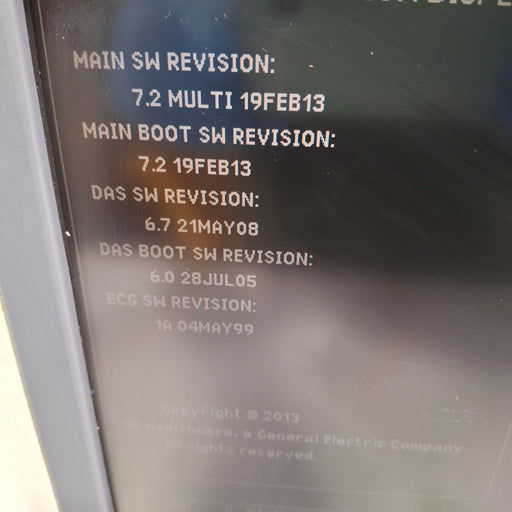 MAIN SW REVISION:
7.2 MULTI 19FEB13
MAIN BOOT SW REVISION:
7.2 19FEB13
DAS SW REVISION:
6.7 21MAY08
DAS BOOT SW REVISION:
6.0 28JUL05
ECG SW REVISION:
1A 04MAY99
Copyright © 2013
GE Healthcare, a General Electric Company
All rights reserved.